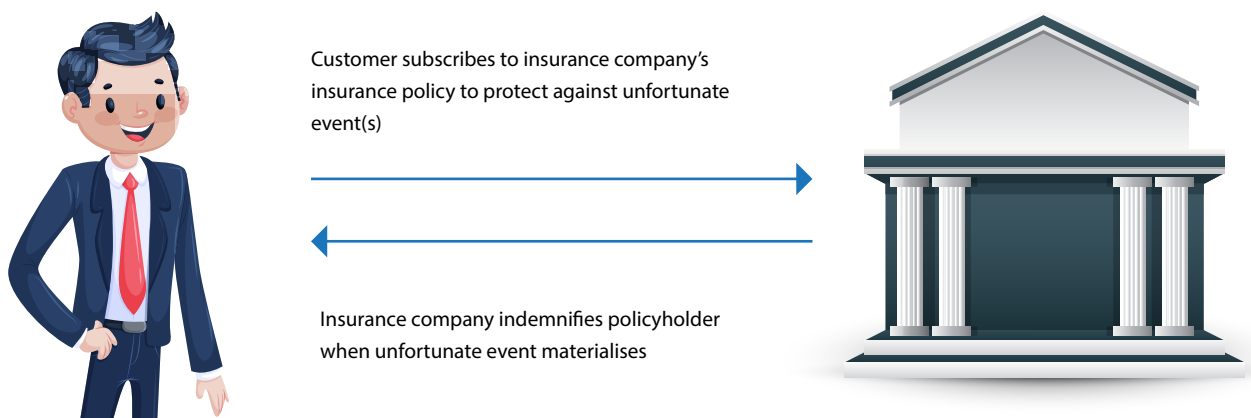 Customer subscribes to insurance company’s
insurance policy to protect against unfortunate
event(s)
Insurance company indemnifies policyholder
when unfortunate event materialises